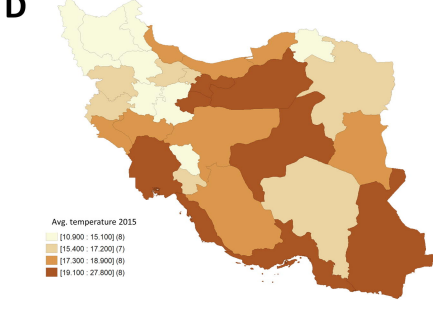 D
Avg. temperature 2015
[10.900 : 15.100] (8)
[15.400 : 17.200] (7)
[17.300 : 18.900] (8)
[19.100 : 27.800] (8)